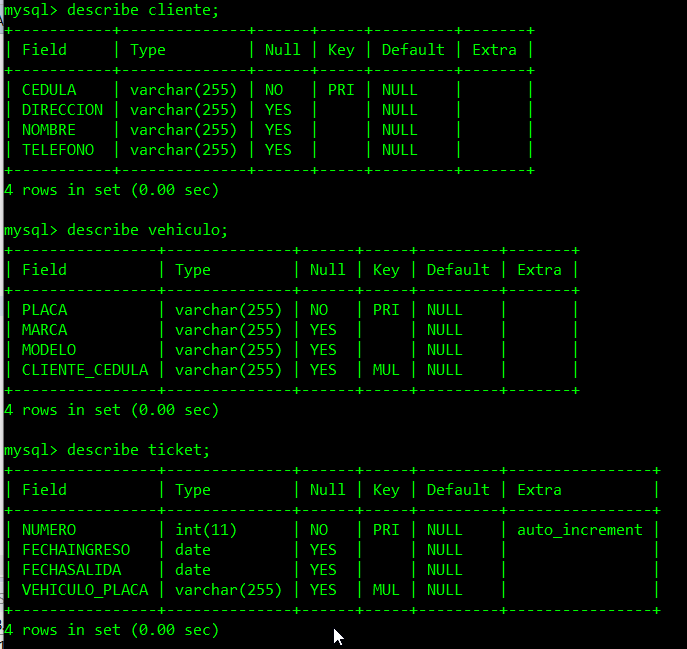 mysql> describe cliente;
+-----------+--------------+------+-----+---------+-------+
| Field     | Type         | Null | Key | Default | Extra |
+-----------+--------------+------+-----+---------+-------+
| CEDULA    | varchar(255) | NO   | PRI | NULL    |       |
| DIRECCION | varchar(255) | YES  |     | NULL    |       |
| NOMBRE    | varchar(255) | YES  |     | NULL    |       |
| TELEFONO  | varchar(255) | YES  |     | NULL    |       |
+-----------+--------------+------+-----+---------+-------+
4 rows in set (0.00 sec)

mysql> describe vehiculo;
+----------------+--------------+------+-----+---------+-------+
| Field          | Type         | Null | Key | Default | Extra |
+----------------+--------------+------+-----+---------+-------+
| PLACA          | varchar(255) | NO   | PRI | NULL    |       |
| MARCA          | varchar(255) | YES  |     | NULL    |       |
| MODELO         | varchar(255) | YES  |     | NULL    |       |
| CLIENTE_CEDULA | varchar(255) | YES  | MUL | NULL    |       |
+----------------+--------------+------+-----+---------+-------+
4 rows in set (0.00 sec)

mysql> describe ticket;
+----------------+--------------+------+-----+---------+----------------+
| Field          | Type         | Null | Key | Default | Extra          |
+----------------+--------------+------+-----+---------+----------------+
| NUMERO         | int(11)      | NO   | PRI | NULL    | auto_increment |
| FECHAINGRESO   | date         | YES  |     | NULL    |                |
| FECHASALIDA    | date         | YES  |     | NULL    |                |
| VEHICULO_PLACA | varchar(255) | YES  | MUL | NULL    |                |
+----------------+--------------+------+-----+---------+----------------+
4 rows in set (0.00 sec)